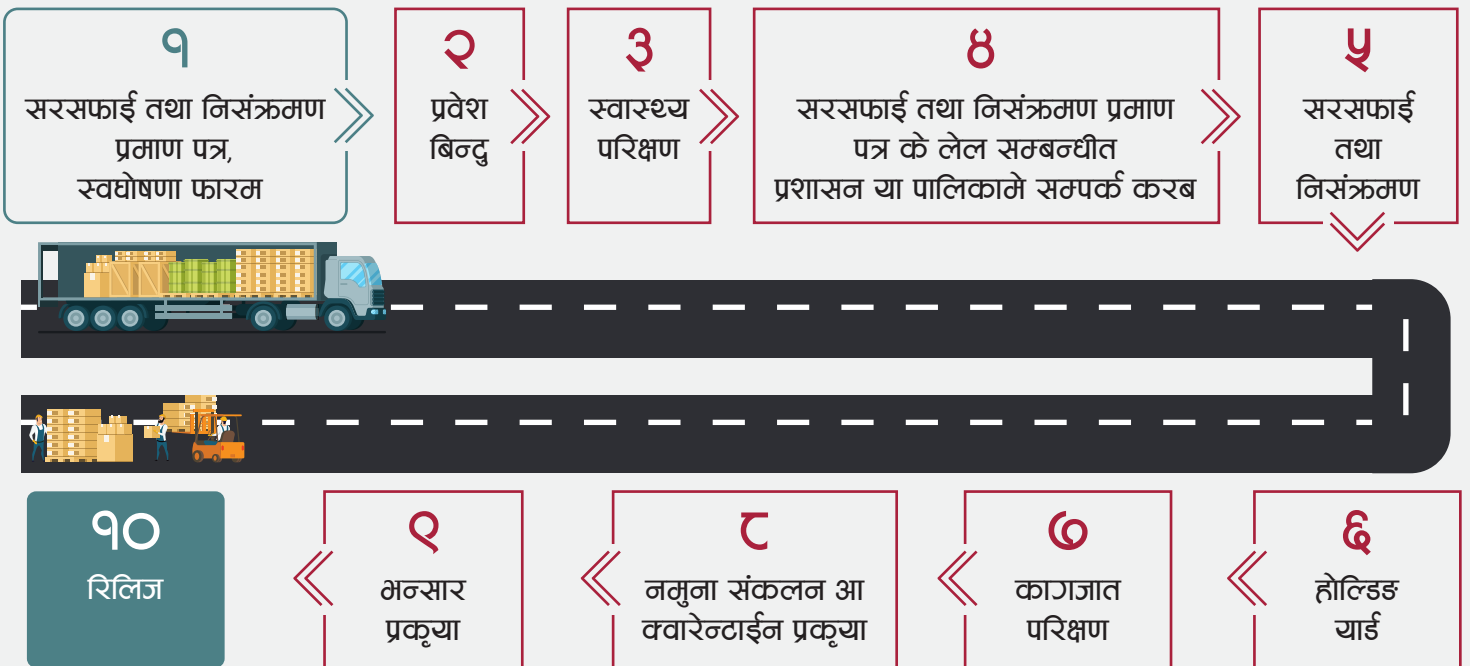 १
सरसफाई तथा निसंक्रमण
प्रमाण पत्र,
स्वघोषणा फारम
२
प्रवेश
बिन्दु
३
स्वास्थ्य
परिक्षण
४
सरसफाई तथा निसंक्रमण प्रमाण
पत्र के लेल सम्बन्धीत
प्रशासन या पालिकामे सम्पर्क करब
५
सरसफाई
तथा
निसंक्रमण
६
होल्डिङ
यार्ड
७
कागजात
परिक्षण
८
नमुना संकलन आ
क्वारेन्टाईन प्रकृया
९
भन्सार
प्रकृया
१०
रिलिज